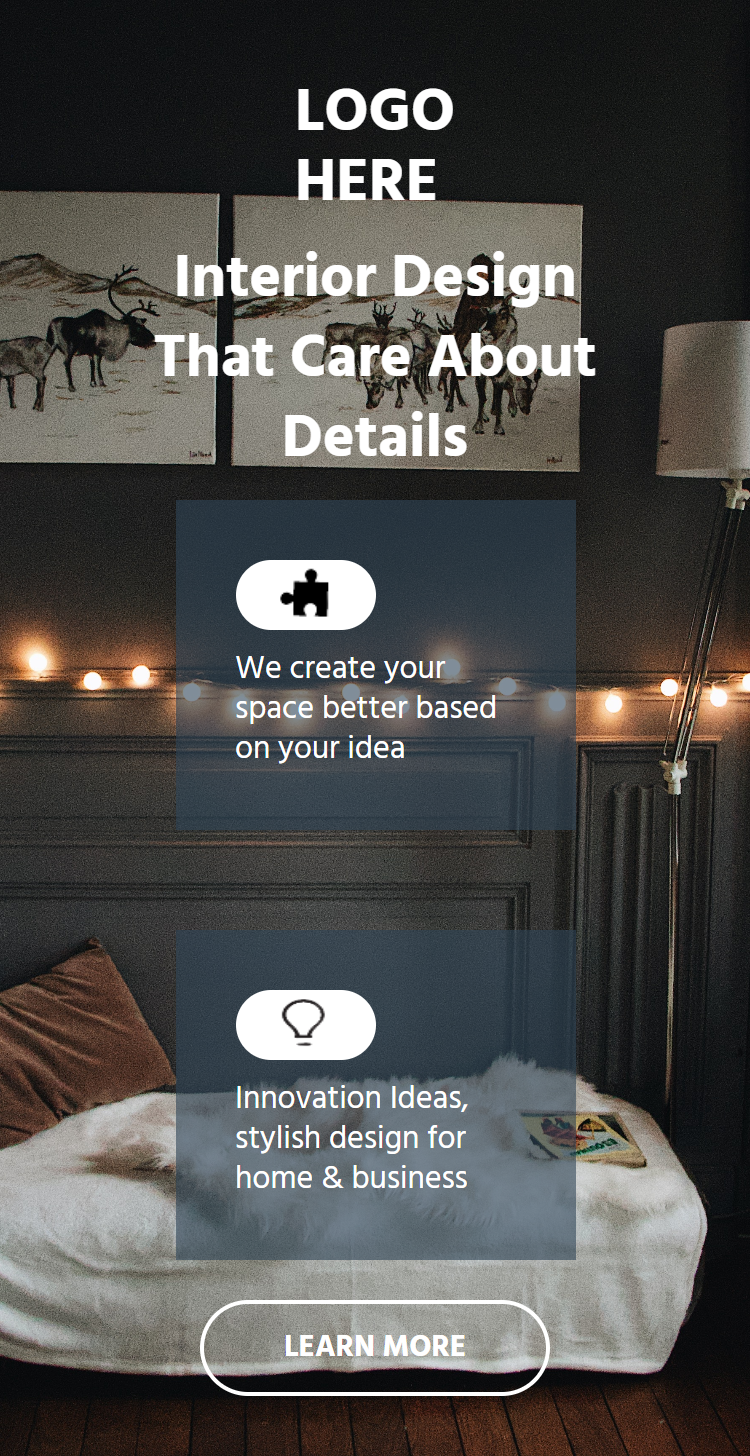 LOGO
HERE
Interior Design
That Care About
Details
We create your
space better based
on your idea
Innovation Ideas,
stylish design for
home & business
LEARN MORE